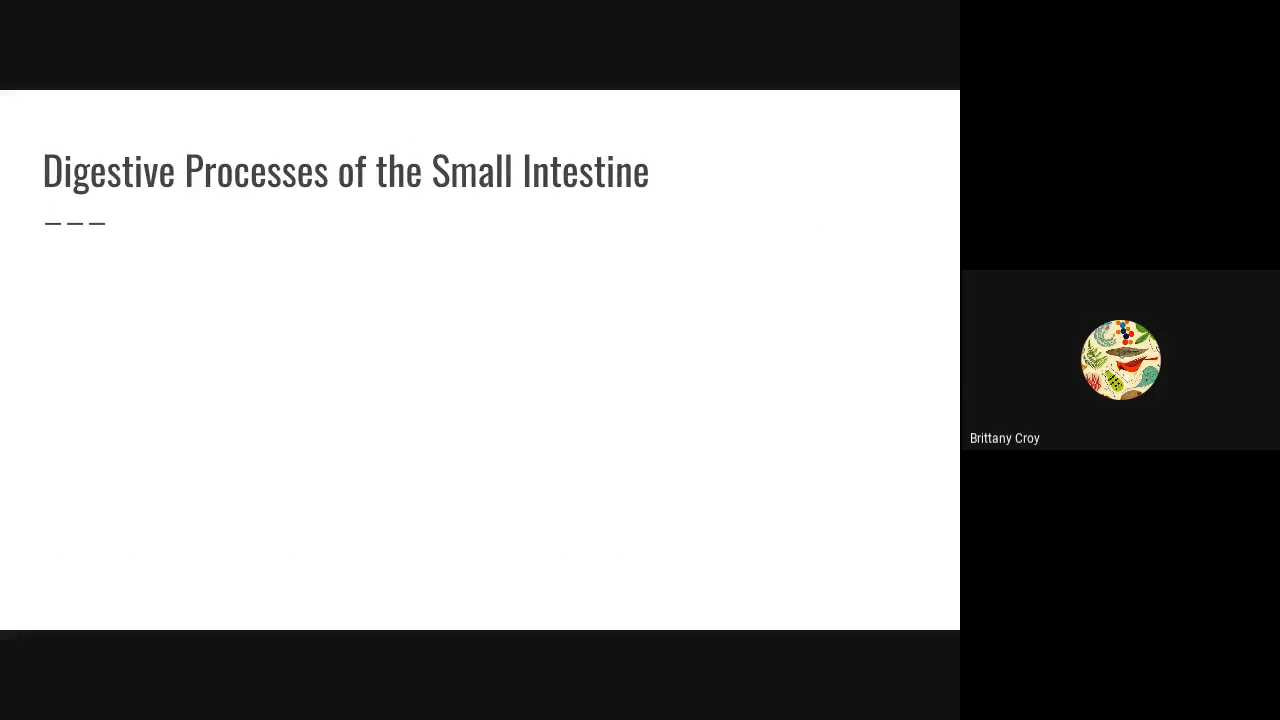 Digestive Processes of the Small Intestine
Brittany Croy